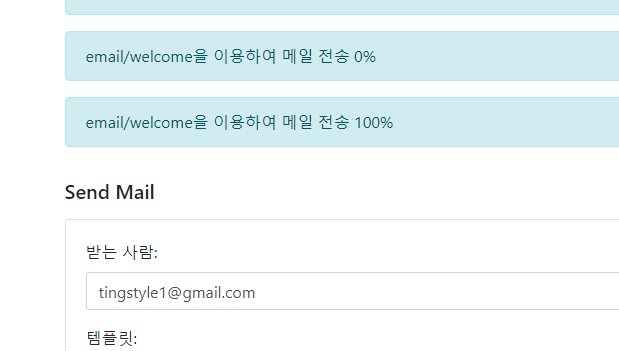 email/welcome을 이용하여 메일 전송 0%
email/welcome을 이용하여 메일 전송 100%
Send Mail
받는 사람:
tingstyle1@gmail.com
템플릿: